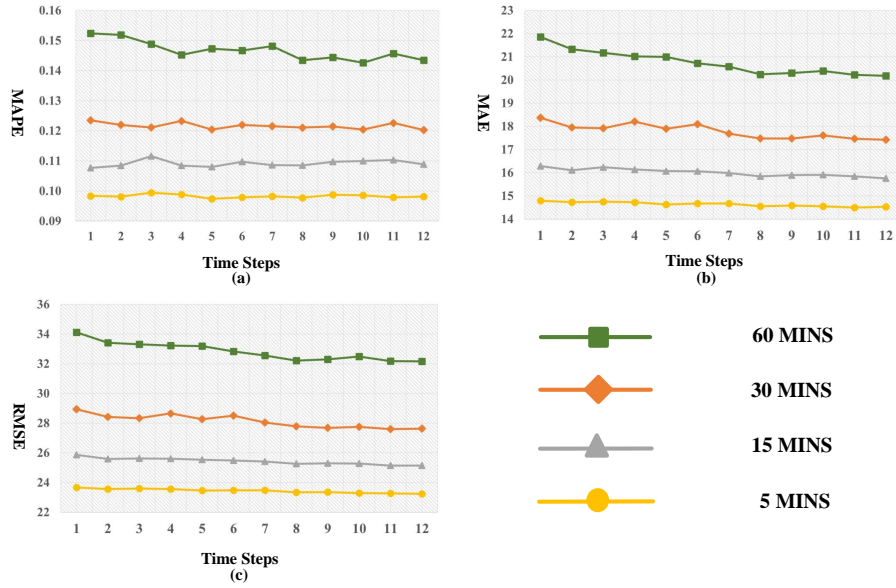 0.16
0.15
0.14
0.13
0.12
0.11
0.10
0.09
MAPE
1 2 3 4 5 6 7 8 9 10 11 12
Time Steps
(a)
23
22
21
20
19
18
17
16
15
14
MAE
1 2 3 4 5 6 7 8 9 10 11 12
Time Steps
(b)
36
34
32
30
28
26
24
22
RMSE
1 2 3 4 5 6 7 8 9 10 11 12
Time Steps
(c)
60 MINS
30 MINS
15 MINS
5 MINS